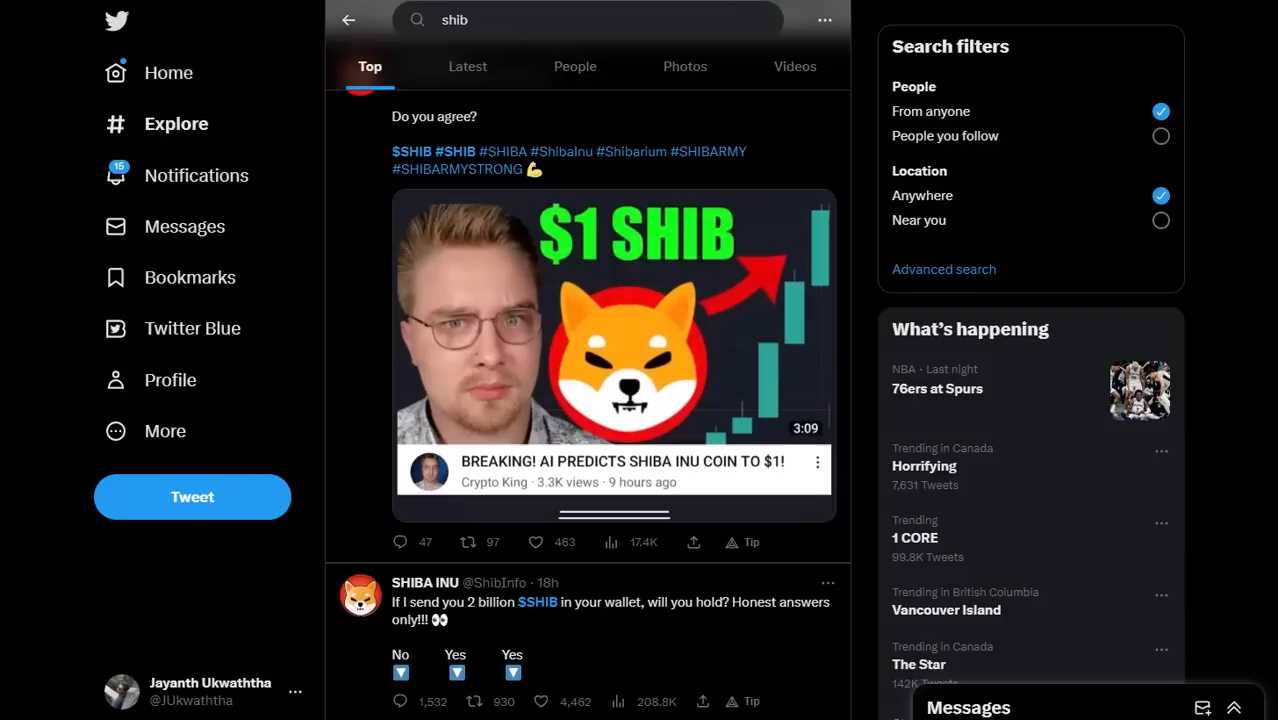 shib
Home
Explore
15
Notifications
Messages
Bookmarks
Twitter Blue
Profile
More
Tweet
Jayanth Ukwaththa
@JUkwaththa
Top Latest People Photos Videos
Do you agree?
$SHIB #SHIB #SHIBA #ShibaInu #Shibarium #SHIBARMY
#SHIBARMYSTRONG 💪
$1 SHIB
3:09
BREAKING! AI PREDICTS SHIBA INU COIN TO $1!
Crypto King · 3.3K views · 9 hours ago
47 97 463 17.4K Tip
SHIBA INU @ShibInfo · 18h
If I send you 2 billion $SHIB in your wallet, will you hold? Honest answers
only!!! 👀
No Yes Yes
🔽 🔽 🔽
1,532 930 4,462 208.8K Tip
Search filters
People
From anyone
People you follow
Location
Anywhere
Near you
Advanced search
What's happening
NBA · Last night
76ers at Spurs
Trending in Canada
Horrifying
7,631 Tweets
Trending
1 CORE
99.8K Tweets
Trending in British Columbia
Vancouver Island
Trending in Canada
The Star
142K Tweets
Messages